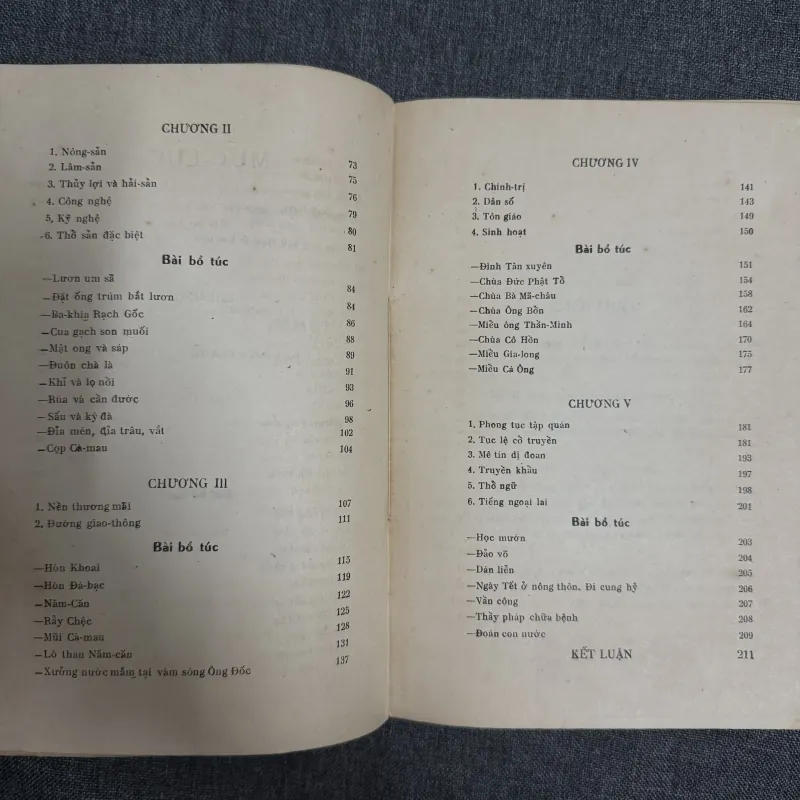 CHƯƠNG II
1. Nông-sản 73
2. Lâm-sản 75
3. Thủy lợi và hải-sản 76
4. Công nghệ 79
5, Kỹ nghệ 80
6. Thổ sản đặc biệt 81
Bài bổ túc
—Lươn um sả 84
—Đặt ống trúm bắt lươn 84
—Ba-khía Rạch Gốc 86
—Cua gạch son muối 88
—Mật ong và sáp 89
—Đuôn chà là 91
—Khỉ và lọ nồi 93
—Rùa và cần đước 96
—Sấu và kỳ đà 98
—Đỉa mén, đỉa trâu, vắt 102
—Cọp Cà-mau 104
CHƯƠNG III
1. Nền thương mãi 107
2. Đường giao-thông 111
Bài bổ túc
—Hòn Khoai 115
—Hòn Đá-bạc 119
—Năm-Căn 122
—Rẫy Chệc 125
—Mũi Cà-mau 128
—Lò than Năm-căn 131
—Xưởng nước mắm tại vàm sông Ông Đốc 137
CHƯƠNG IV
1. Chính-trị 141
2. Dân số 143
3. Tôn giáo 149
4. Sinh hoạt 150
Bài bổ túc
—Đình Tân xuyên 151
—Chùa Đức Phật Tổ 154
—Chùa Bà Mã-châu 158
—Chùa Ông Bổn 162
—Miễu ông Thần-Minh 164
—Chùa Cô Hồn 170
—Miễu Gia-long 175
—Miễu Cá Ông 177
CHƯƠNG V
1. Phong tục tập quán 181
2. Tục lệ cổ truyền 181
3. Mê tín dị đoan 193
4. Truyền khẩu 197
5. Thổ ngữ 198
6. Tiếng ngoại lai 201
Bài bổ túc
—Học mướn 203
—Đảo võ 204
—Dán liễn 205
—Ngày Tết ở nông thôn. Đi cung hỷ 206
—Vần công 207
—Thầy pháp chữa bệnh 208
—Đoán con nước 209
KẾT LUẬN 211